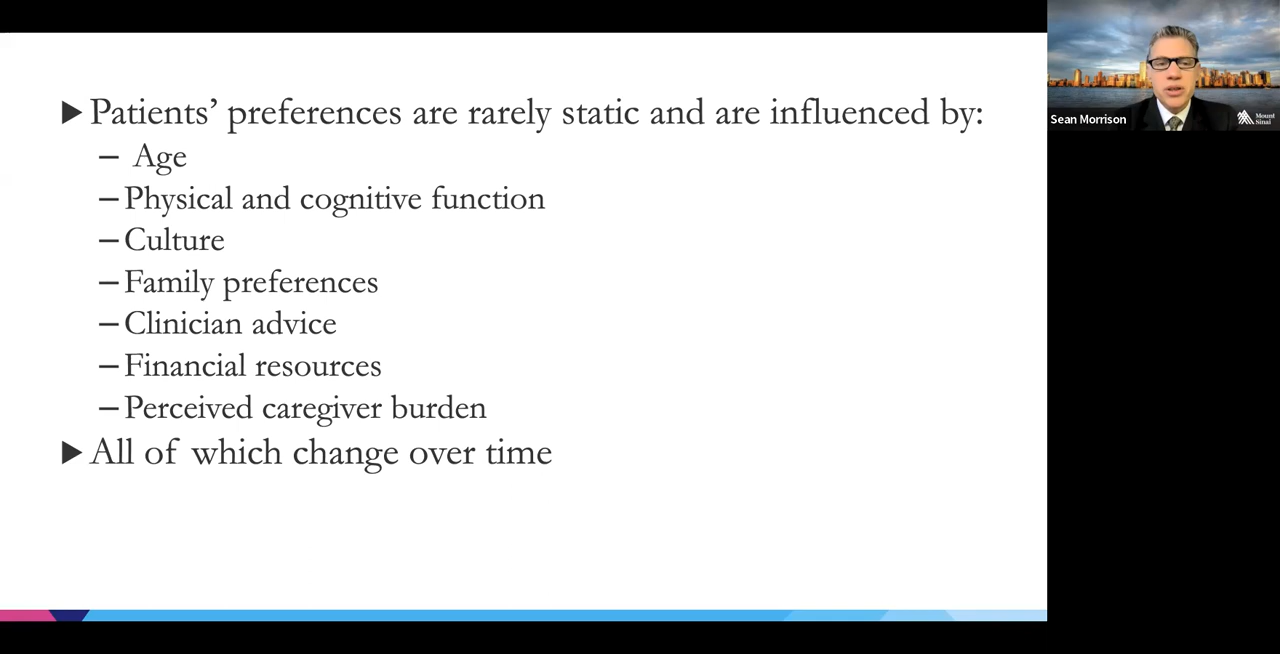 ▶ Patients’ preferences are rarely static and are influenced by:
– Age
– Physical and cognitive function
– Culture
– Family preferences
– Clinician advice
– Financial resources
– Perceived caregiver burden
▶ All of which change over time
Sean Morrison
Mount
Sinai